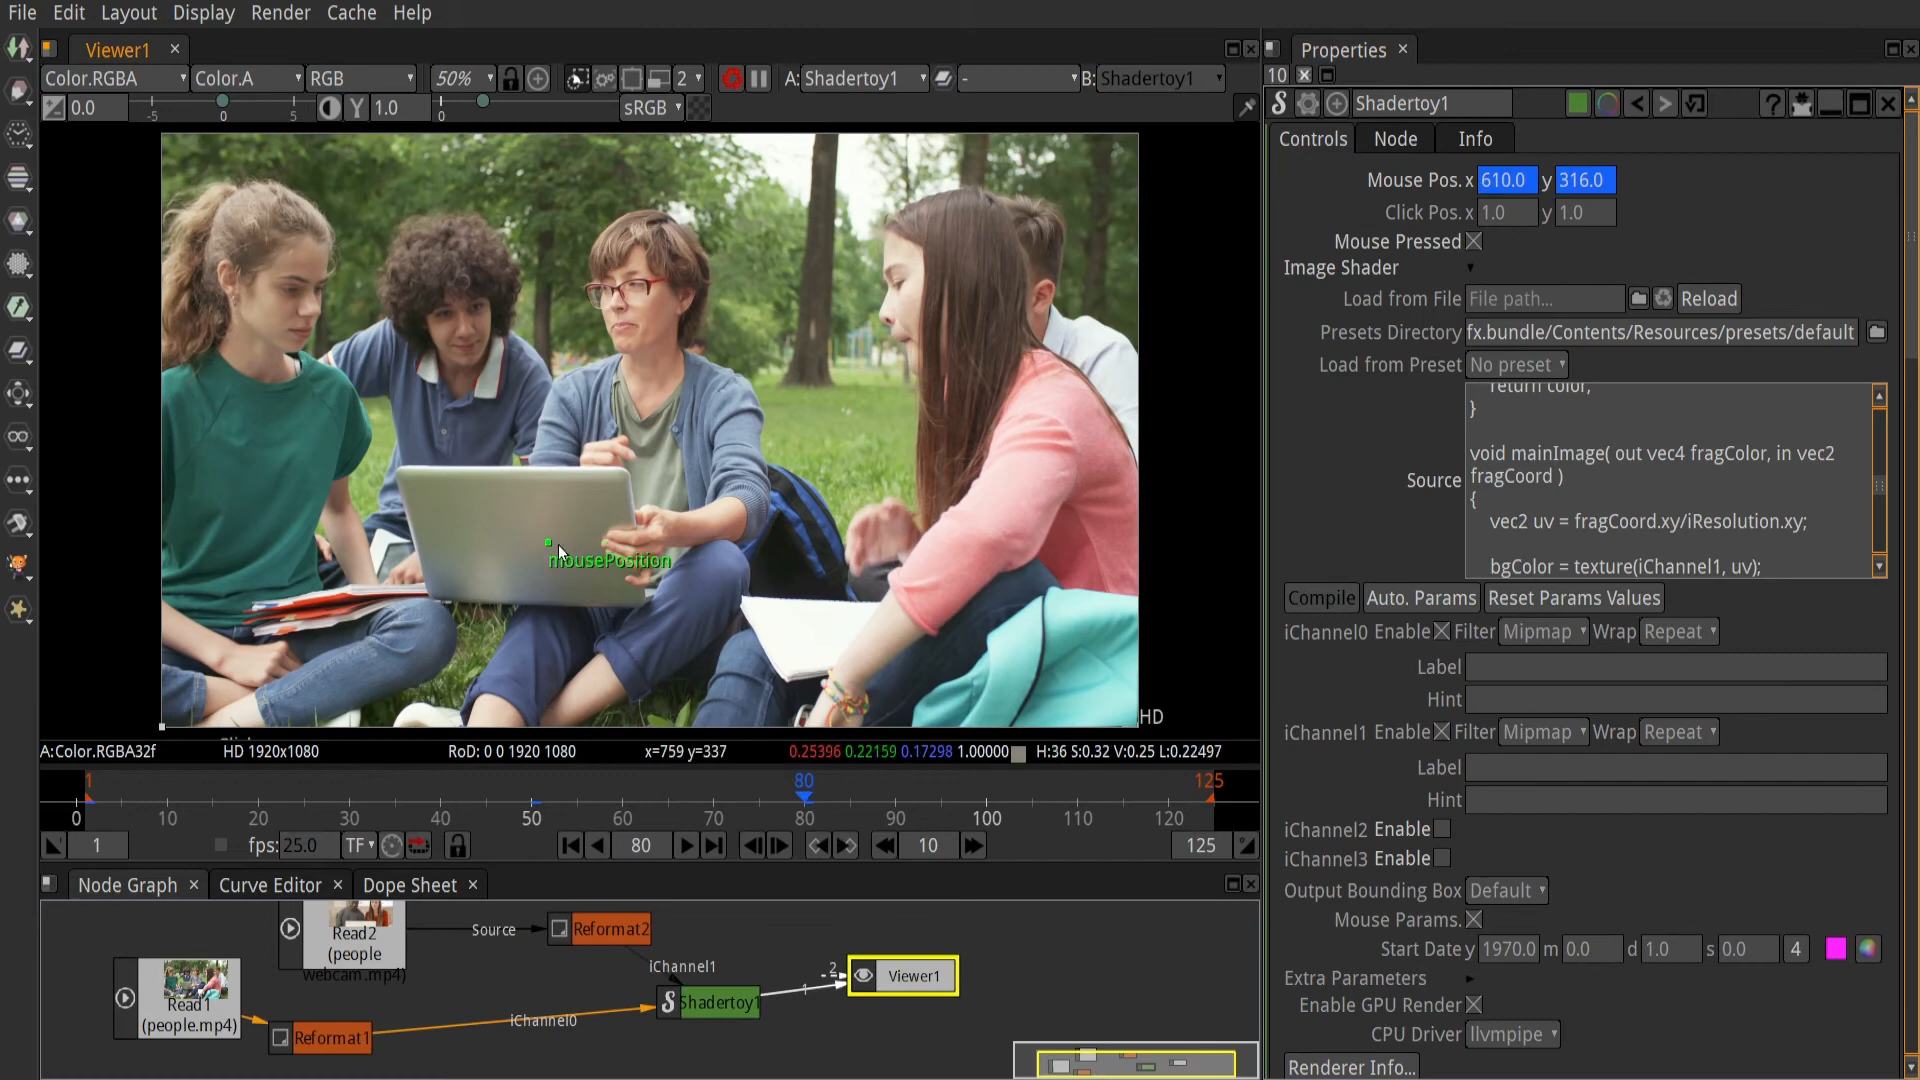 File Edit Layout Display Render Cache Help
Viewer1
Properties
Color.RGBA Color.A RGB 50% 2 A: Shadertoy1 - B: Shadertoy1
10
0.0 -5 0 5 Y 1.0 0 sRGB
Shadertoy1
Controls Node Info
Mouse Pos. x 610.0 y 316.0
Click Pos. x 1.0 y 1.0
Mouse Pressed
Image Shader
Load from File File path... Reload
Presets Directory fx.bundle/Contents/Resources/presets/default
Load from Preset No preset
return color;
}
void mainImage( out vec4 fragColor, in vec2
fragCoord )
Source
{
vec2 uv = fragCoord.xy/iResolution.xy;
bgColor = texture(iChannel1, uv);
Compile Auto. Params Reset Params Values
iChannel0 Enable Filter Mipmap Wrap Repeat
Label
Hint
iChannel1 Enable Filter Mipmap Wrap Repeat
Label
Hint
iChannel2 Enable
iChannel3 Enable
Output Bounding Box Default
Mouse Params.
Start Date y 1970.0 m 0.0 d 1.0 s 0.0 4
Extra Parameters
Enable GPU Render
CPU Driver llvmpipe
Renderer Info...
mousePosition
HD
A:Color.RGBA32f HD 1920x1080 RoD: 0 0 1920 1080 x=759 y=337 0.25396 0.22159 0.17298 1.00000 H:36 S:0.32 V:0.25 L:0.22497
1 80 125
0 10 20 30 40 50 60 70 80 90 100 110 120
1 fps: 25.0 TF 80 10 125
Node Graph Curve Editor Dope Sheet
Read2
(people
webcam.mp4)
Source
Reformat2
iChannel1
Read1
(people.mp4)
Reformat1
iChannel0
Shadertoy1
1
2
Viewer1